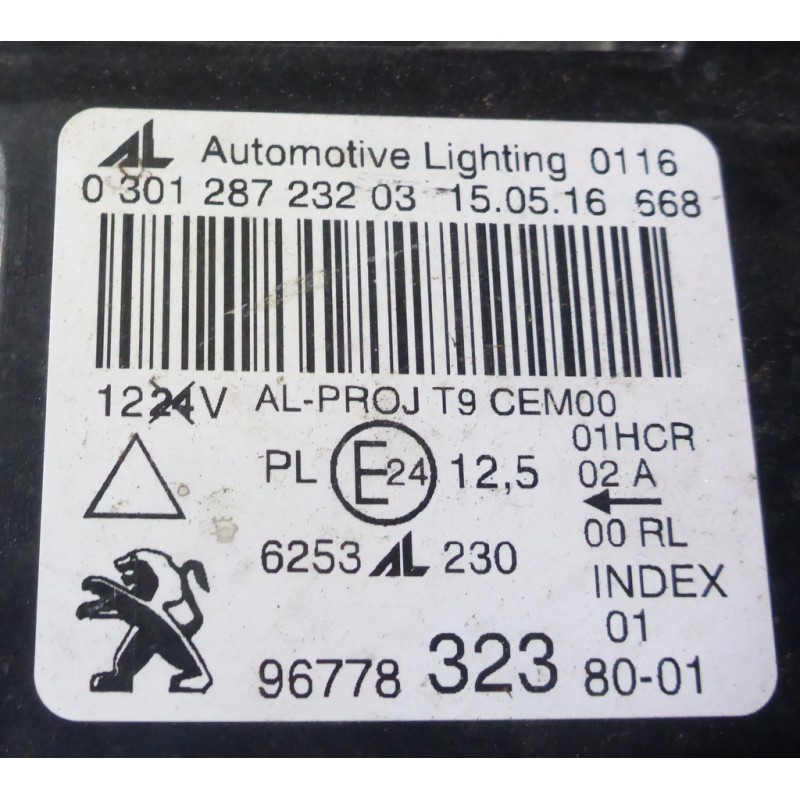 AL Automotive Lighting 0116
0 301 287 232 03 15.05.16 668
1224V AL-PROJ T9 CEM00
01HCR
PL E24 12,5 02 A
00 RL
6253 AL 230
INDEX
01
96778 323 80-01